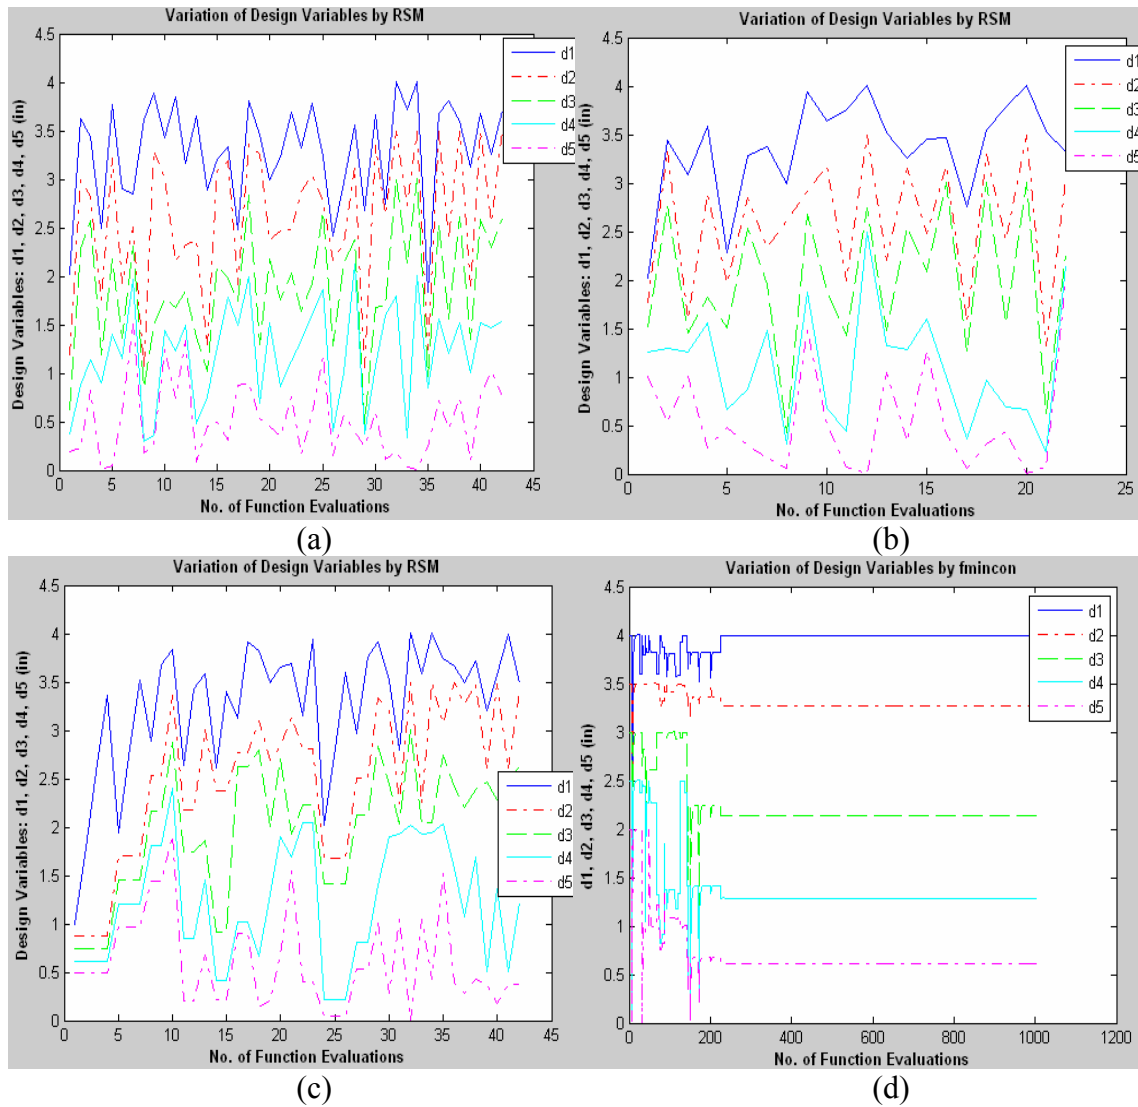 Variation of Design Variables by RSM
4.5
4
3.5
3
2.5
2
1.5
1
0.5
0
Design Variables: d1, d2, d3, d4, d5 (in)
d1
d2
d3
d4
d5
0 5 10 15 20 25 30 35 40 45
No. of Function Evaluations
(a)
Variation of Design Variables by RSM
4.5
4
3.5
3
2.5
2
1.5
1
0.5
0
Design Variables: d1, d2, d3, d4, d5 (in)
d1
d2
d3
d4
d5
0 5 10 15 20 25
No. of Function Evaluations
(b)
Variation of Design Variables by RSM
4.5
4
3.5
3
2.5
2
1.5
1
0.5
0
Design Variables: d1, d2, d3, d4, d5 (in)
d1
d2
d3
d4
d5
0 5 10 15 20 25 30 35 40 45
No. of Function Evaluations
(c)
Variation of Design Variables by fmincon
4.5
4
3.5
3
2.5
2
1.5
1
0.5
0
d1, d2, d3, d4, d5 (in)
d1
d2
d3
d4
d5
0 200 400 600 800 1000 1200
No. of Function Evaluations
(d)